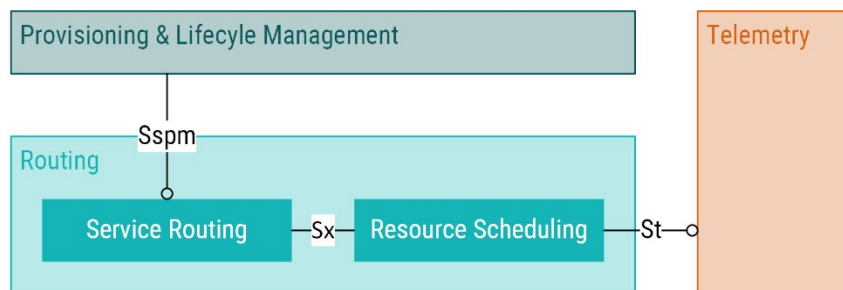 Provisioning & Lifecyle Management
Telemetry
Sspm
Routing
Service Routing
Sx
Resource Scheduling
St